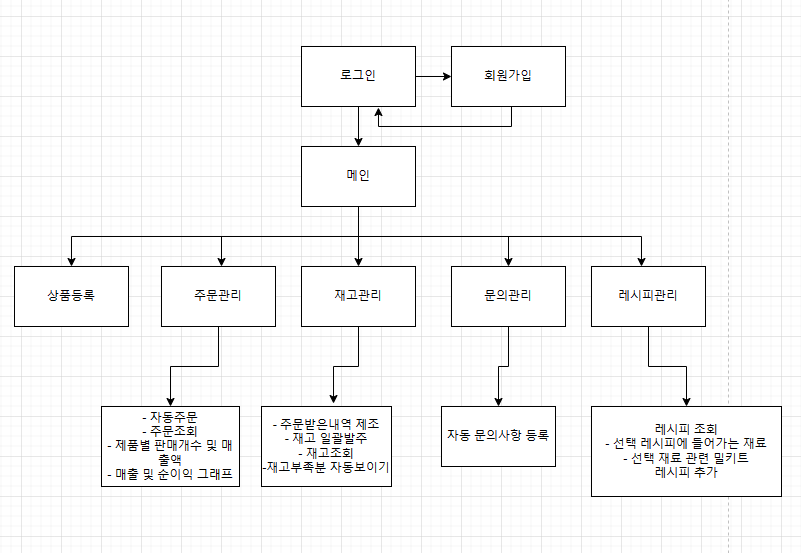 로그인
회원가입
메인
상품등록
주문관리
재고관리
문의관리
레시피관리
- 자동주문
- 주문조회
- 제품별 판매개수 및 매
출액
- 매출 및 순이익 그래프
- 주문받은내역 제조
- 재고 일괄발주
- 재고조회
-재고부족분 자동보이기
자동 문의사항 등록
레시피 조회
- 선택 레시피에 들어가는 재료
- 선택 재료 관련 밀키트
레시피 추가